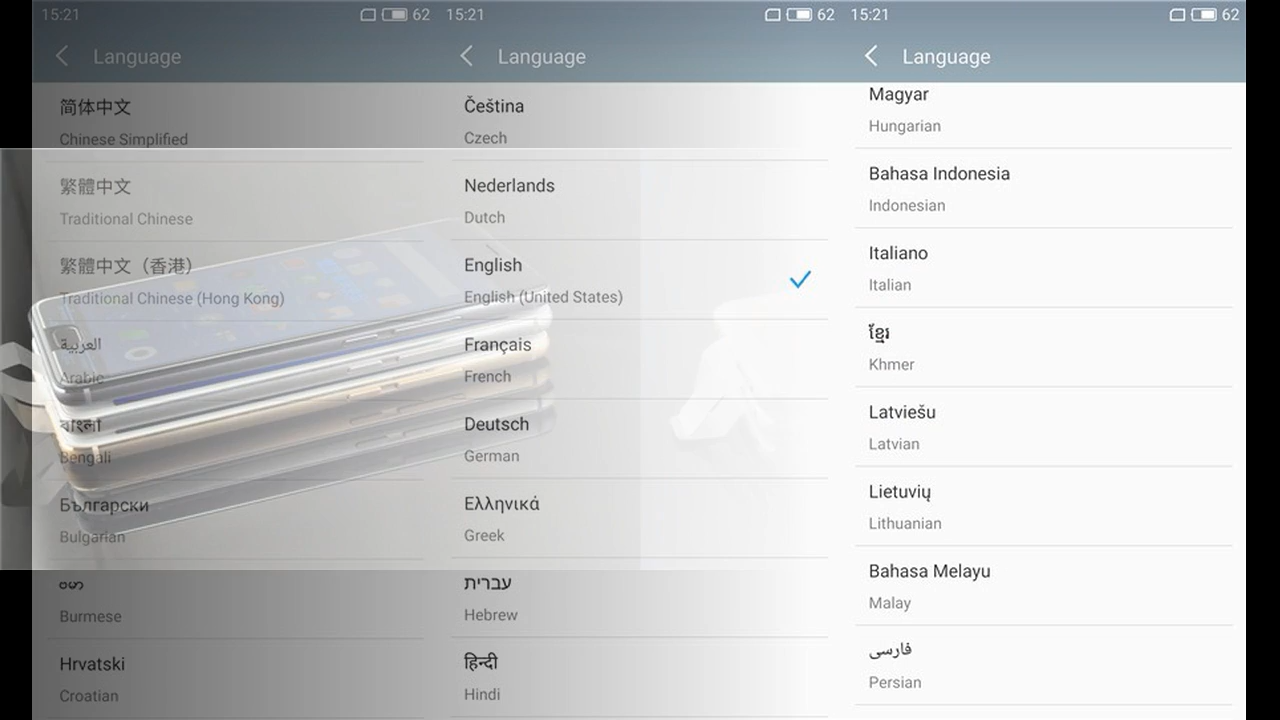 15:21
62
Language
简体中文
Chinese Simplified
繁體中文
Traditional Chinese
繁體中文（香港）
Traditional Chinese (Hong Kong)
العربية
Arabic
বাংলা
Bengali
Български
Bulgarian
ဗမာ
Burmese
Hrvatski
Croatian
15:21
62
Language
Čeština
Czech
Nederlands
Dutch
English
English (United States)
Français
French
Deutsch
German
Ελληνικά
Greek
עברית
Hebrew
हिन्दी
Hindi
15:21
62
Language
Magyar
Hungarian
Bahasa Indonesia
Indonesian
Italiano
Italian
ខ្មែរ
Khmer
Latviešu
Latvian
Lietuvių
Lithuanian
Bahasa Melayu
Malay
فارسی
Persian